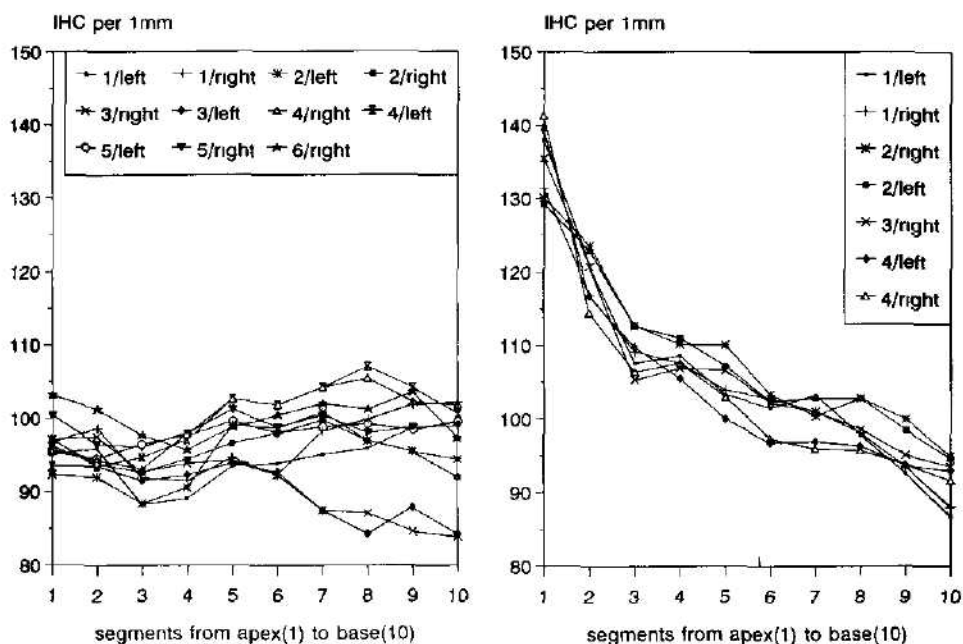 IHC per 1mm
150
140
130
120
110
100
90
80
1/left 1/right 2/left 2/right
3/right 3/left 4/right 4/left
5/left 5/right 6/right
1 2 3 4 5 6 7 8 9 10
segments from apex(1) to base(10)
IHC per 1mm
150
140
130
120
110
100
90
80
1/left
1/right
2/right
2/left
3/right
4/left
4/right
1 2 3 4 5 6 7 8 9 10
segments from apex(1) to base(10)